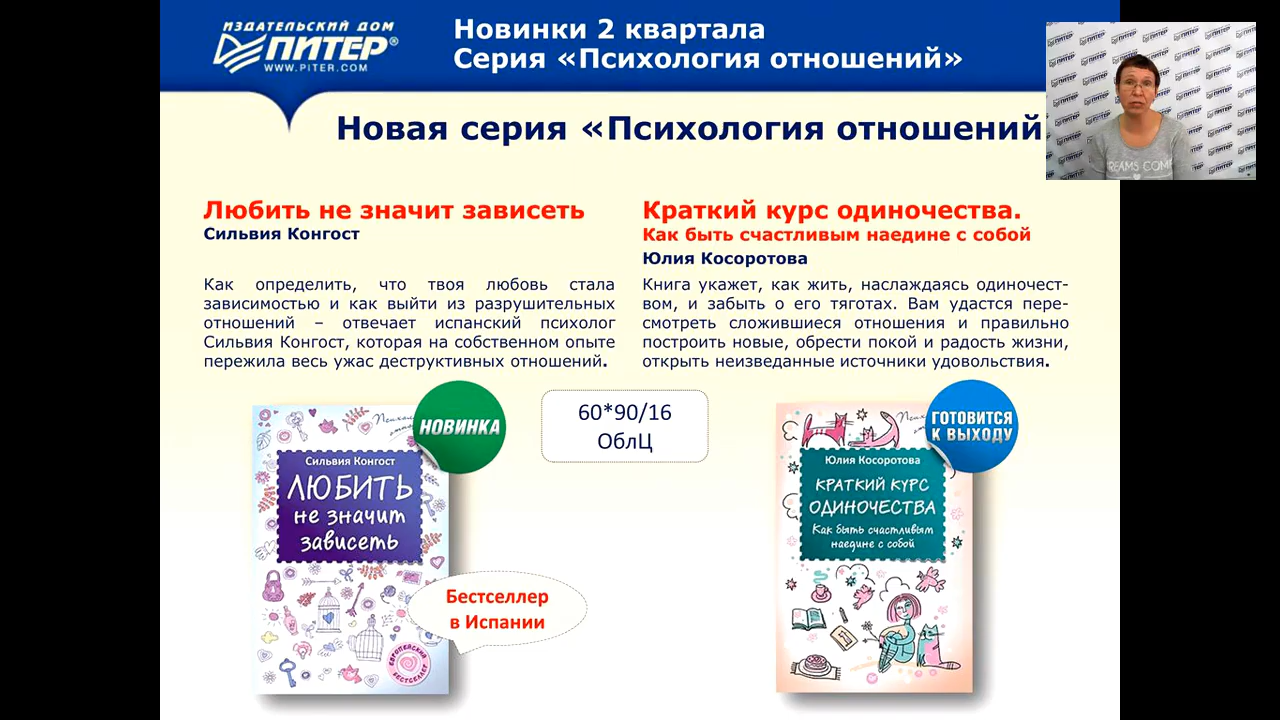 ИЗДАТЕЛЬСКИЙ ДОМ
ПИТЕР®
WWW.PITER.COM
Новинки 2 квартала
Серия «Психология отношений»
Новая серия «Психология отношений
Любить не значит зависеть
Сильвия Конгост
Как определить, что твоя любовь стала
зависимостью и как выйти из разрушительных
отношений – отвечает испанский психолог
Сильвия Конгост, которая на собственном опыте
пережила весь ужас деструктивных отношений.
Краткий курс одиночества.
Как быть счастливым наедине с собой
Юлия Косоротова
Книга укажет, как жить, наслаждаясь одиночест-
вом, и забыть о его тяготах. Вам удастся пере-
смотреть сложившиеся отношения и правильно
построить новые, обрести покой и радость жизни,
открыть неизведанные источники удовольствия.
НОВИНКА
Сильвия Конгост
ЛЮБИТЬ
не значит
зависеть
Бестселлер
в Испании
ЕВРОПЕЙСКИЙ
БЕСТСЕЛЛЕР
60*90/16
ОблЦ
ГОТОВИТСЯ
К ВЫХОДУ
Юлия Косоротова
КРАТКИЙ КУРС
ОДИНОЧЕСТВА
Как быть счастливым
наедине с собой
ПИТЕР
DREAMS COME